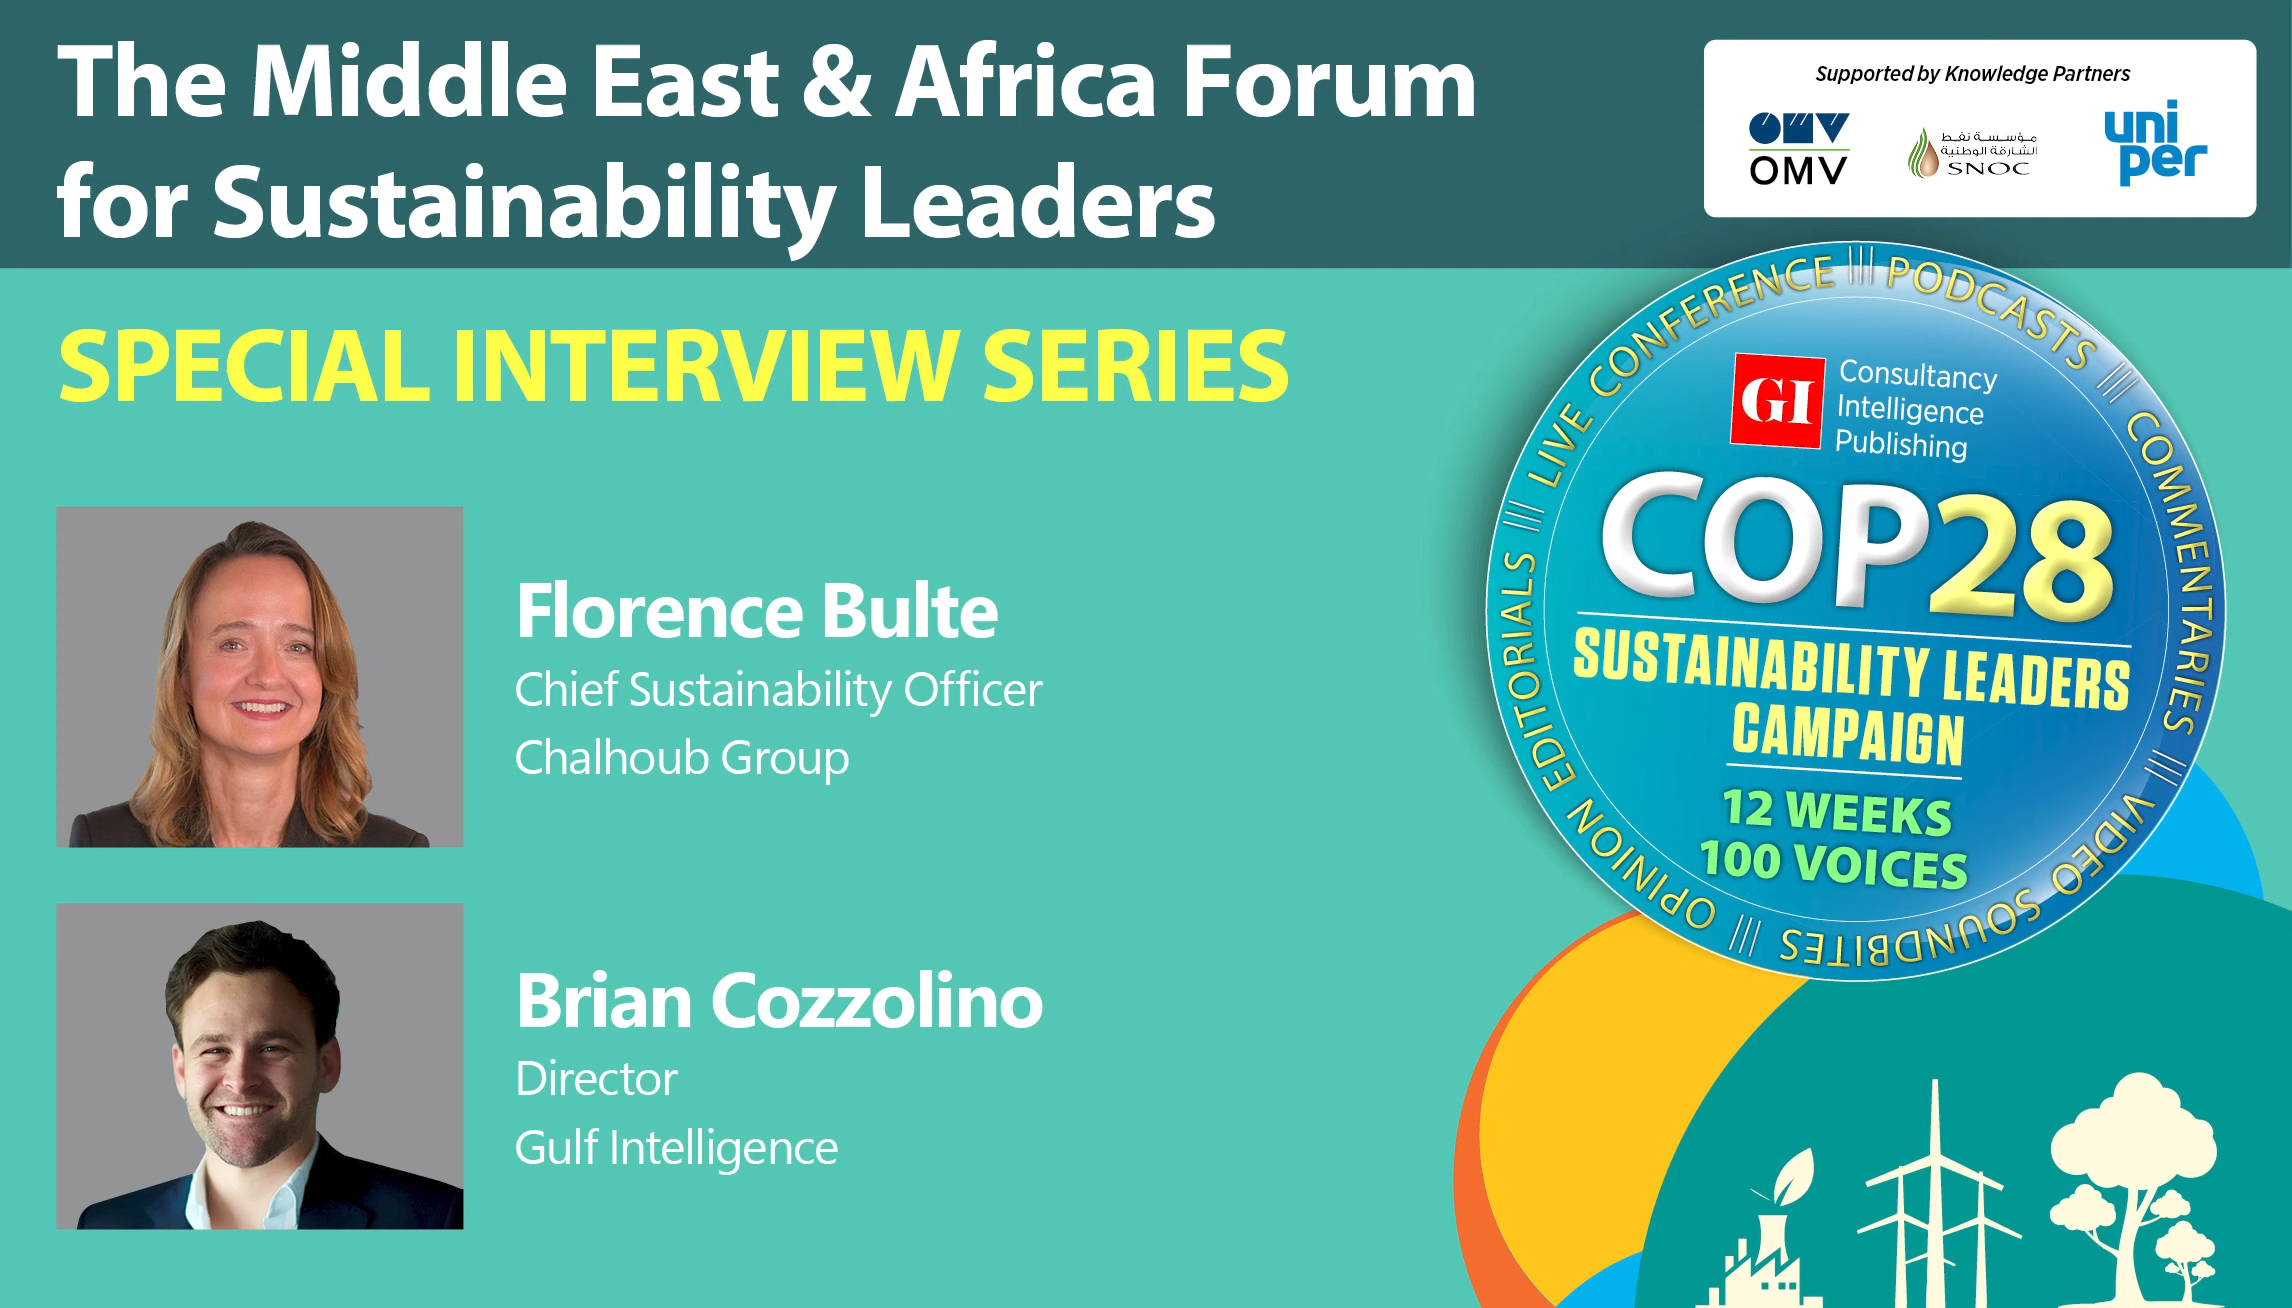 The Middle East & Africa Forum
for Sustainability Leaders
Supported by Knowledge Partners
OMV
OMV
مؤسسة نفط
الشارقة الوطنية
SNOC
uni
per
SPECIAL INTERVIEW SERIES
Florence Bulte
Chief Sustainability Officer
Chalhoub Group
Brian Cozzolino
Director
Gulf Intelligence
LIVE CONFERENCE ||| PODCASTS ||| COMMENTARIES ||| VIDEO SOUNDBITES ||| OPINION EDITORIALS |||
GI
Consultancy
Intelligence
Publishing
COP28
SUSTAINABILITY LEADERS
CAMPAIGN
12 WEEKS
100 VOICES